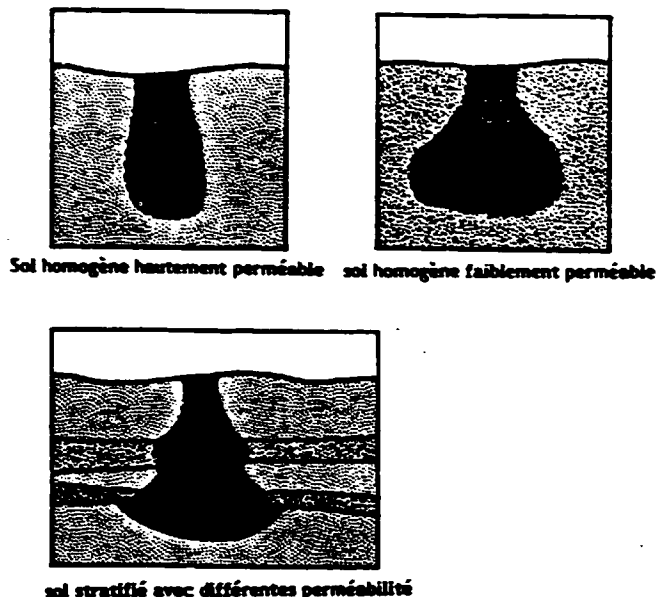 Sol homogène hautement perméable
sol homogène faiblement perméable
sol stratifié avec différentes perméabilité